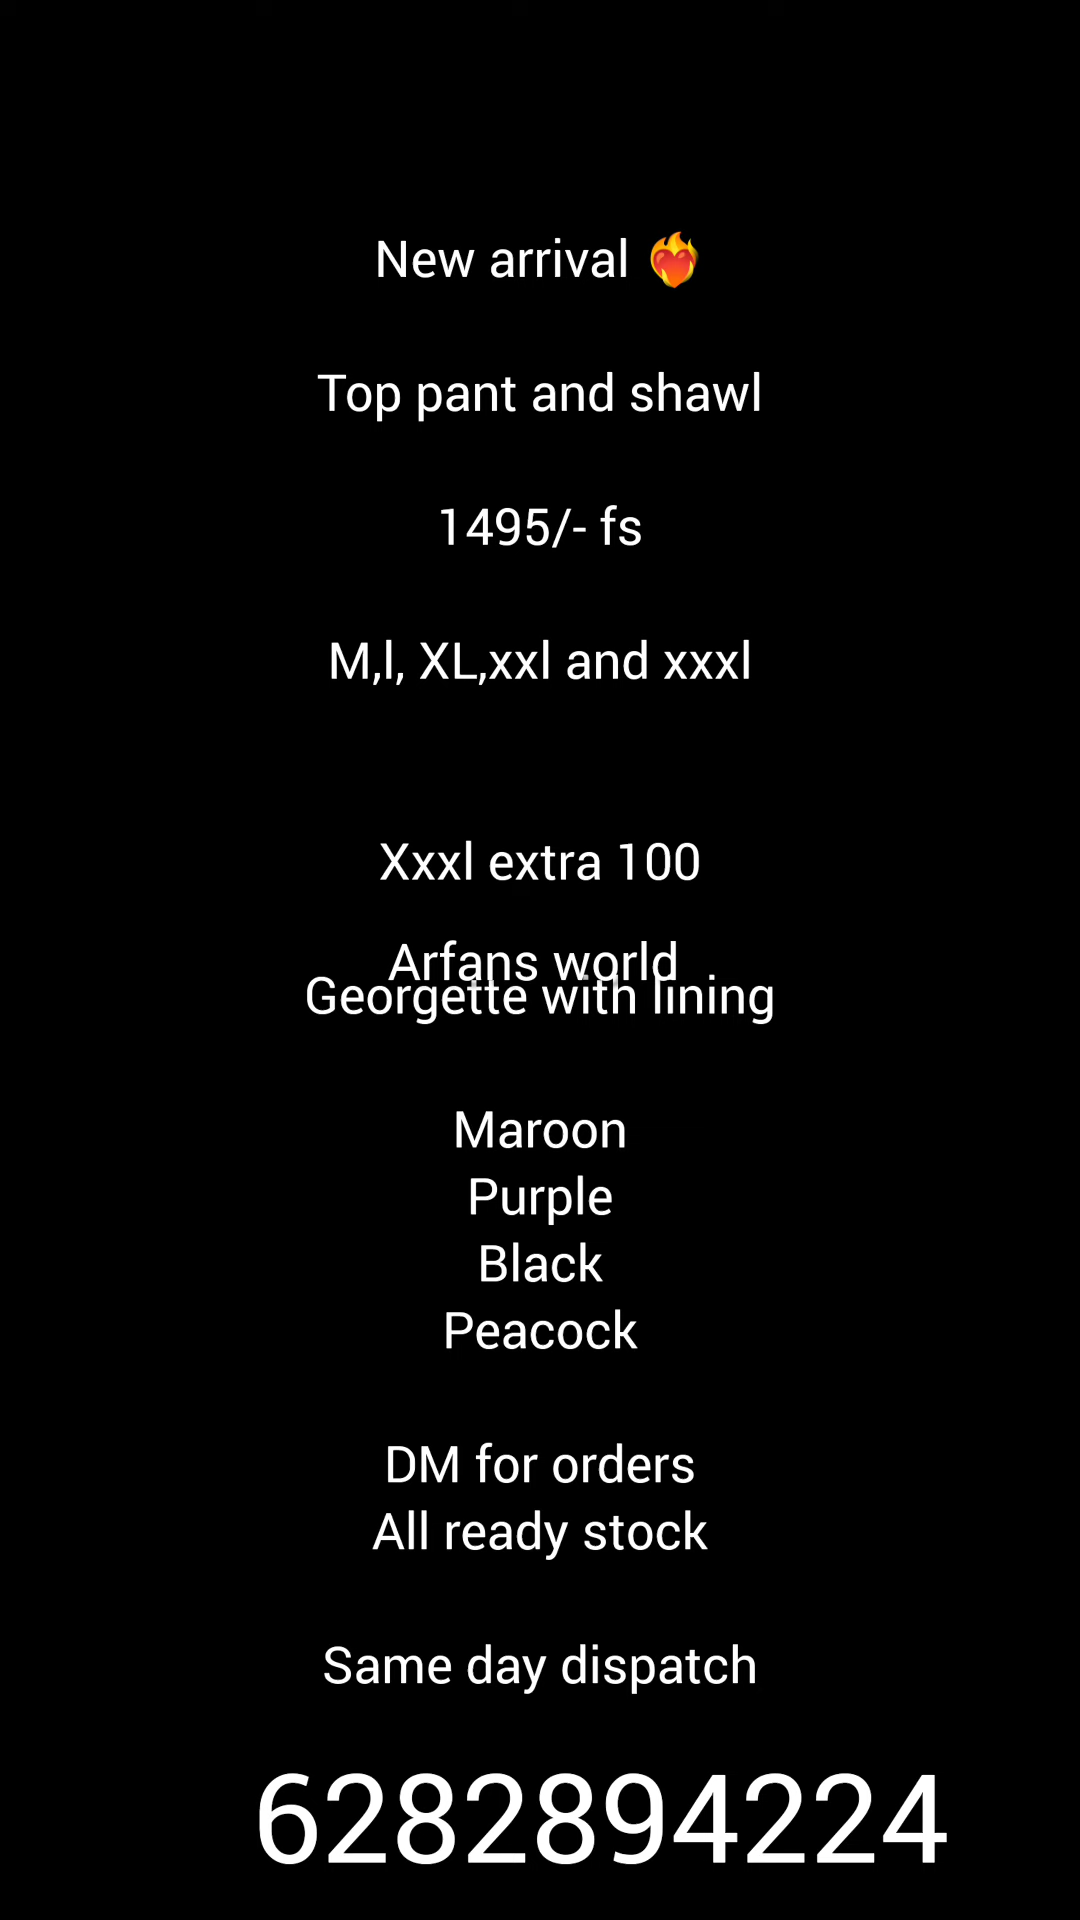 New arrival ❤️‍🔥
Top pant and shawl
1495/- fs
M,l, XL,xxl and xxxl
Xxxl extra 100
Arfans world
Georgette with lining
Maroon
Purple
Black
Peacock
DM for orders
All ready stock
Same day dispatch
6282894224